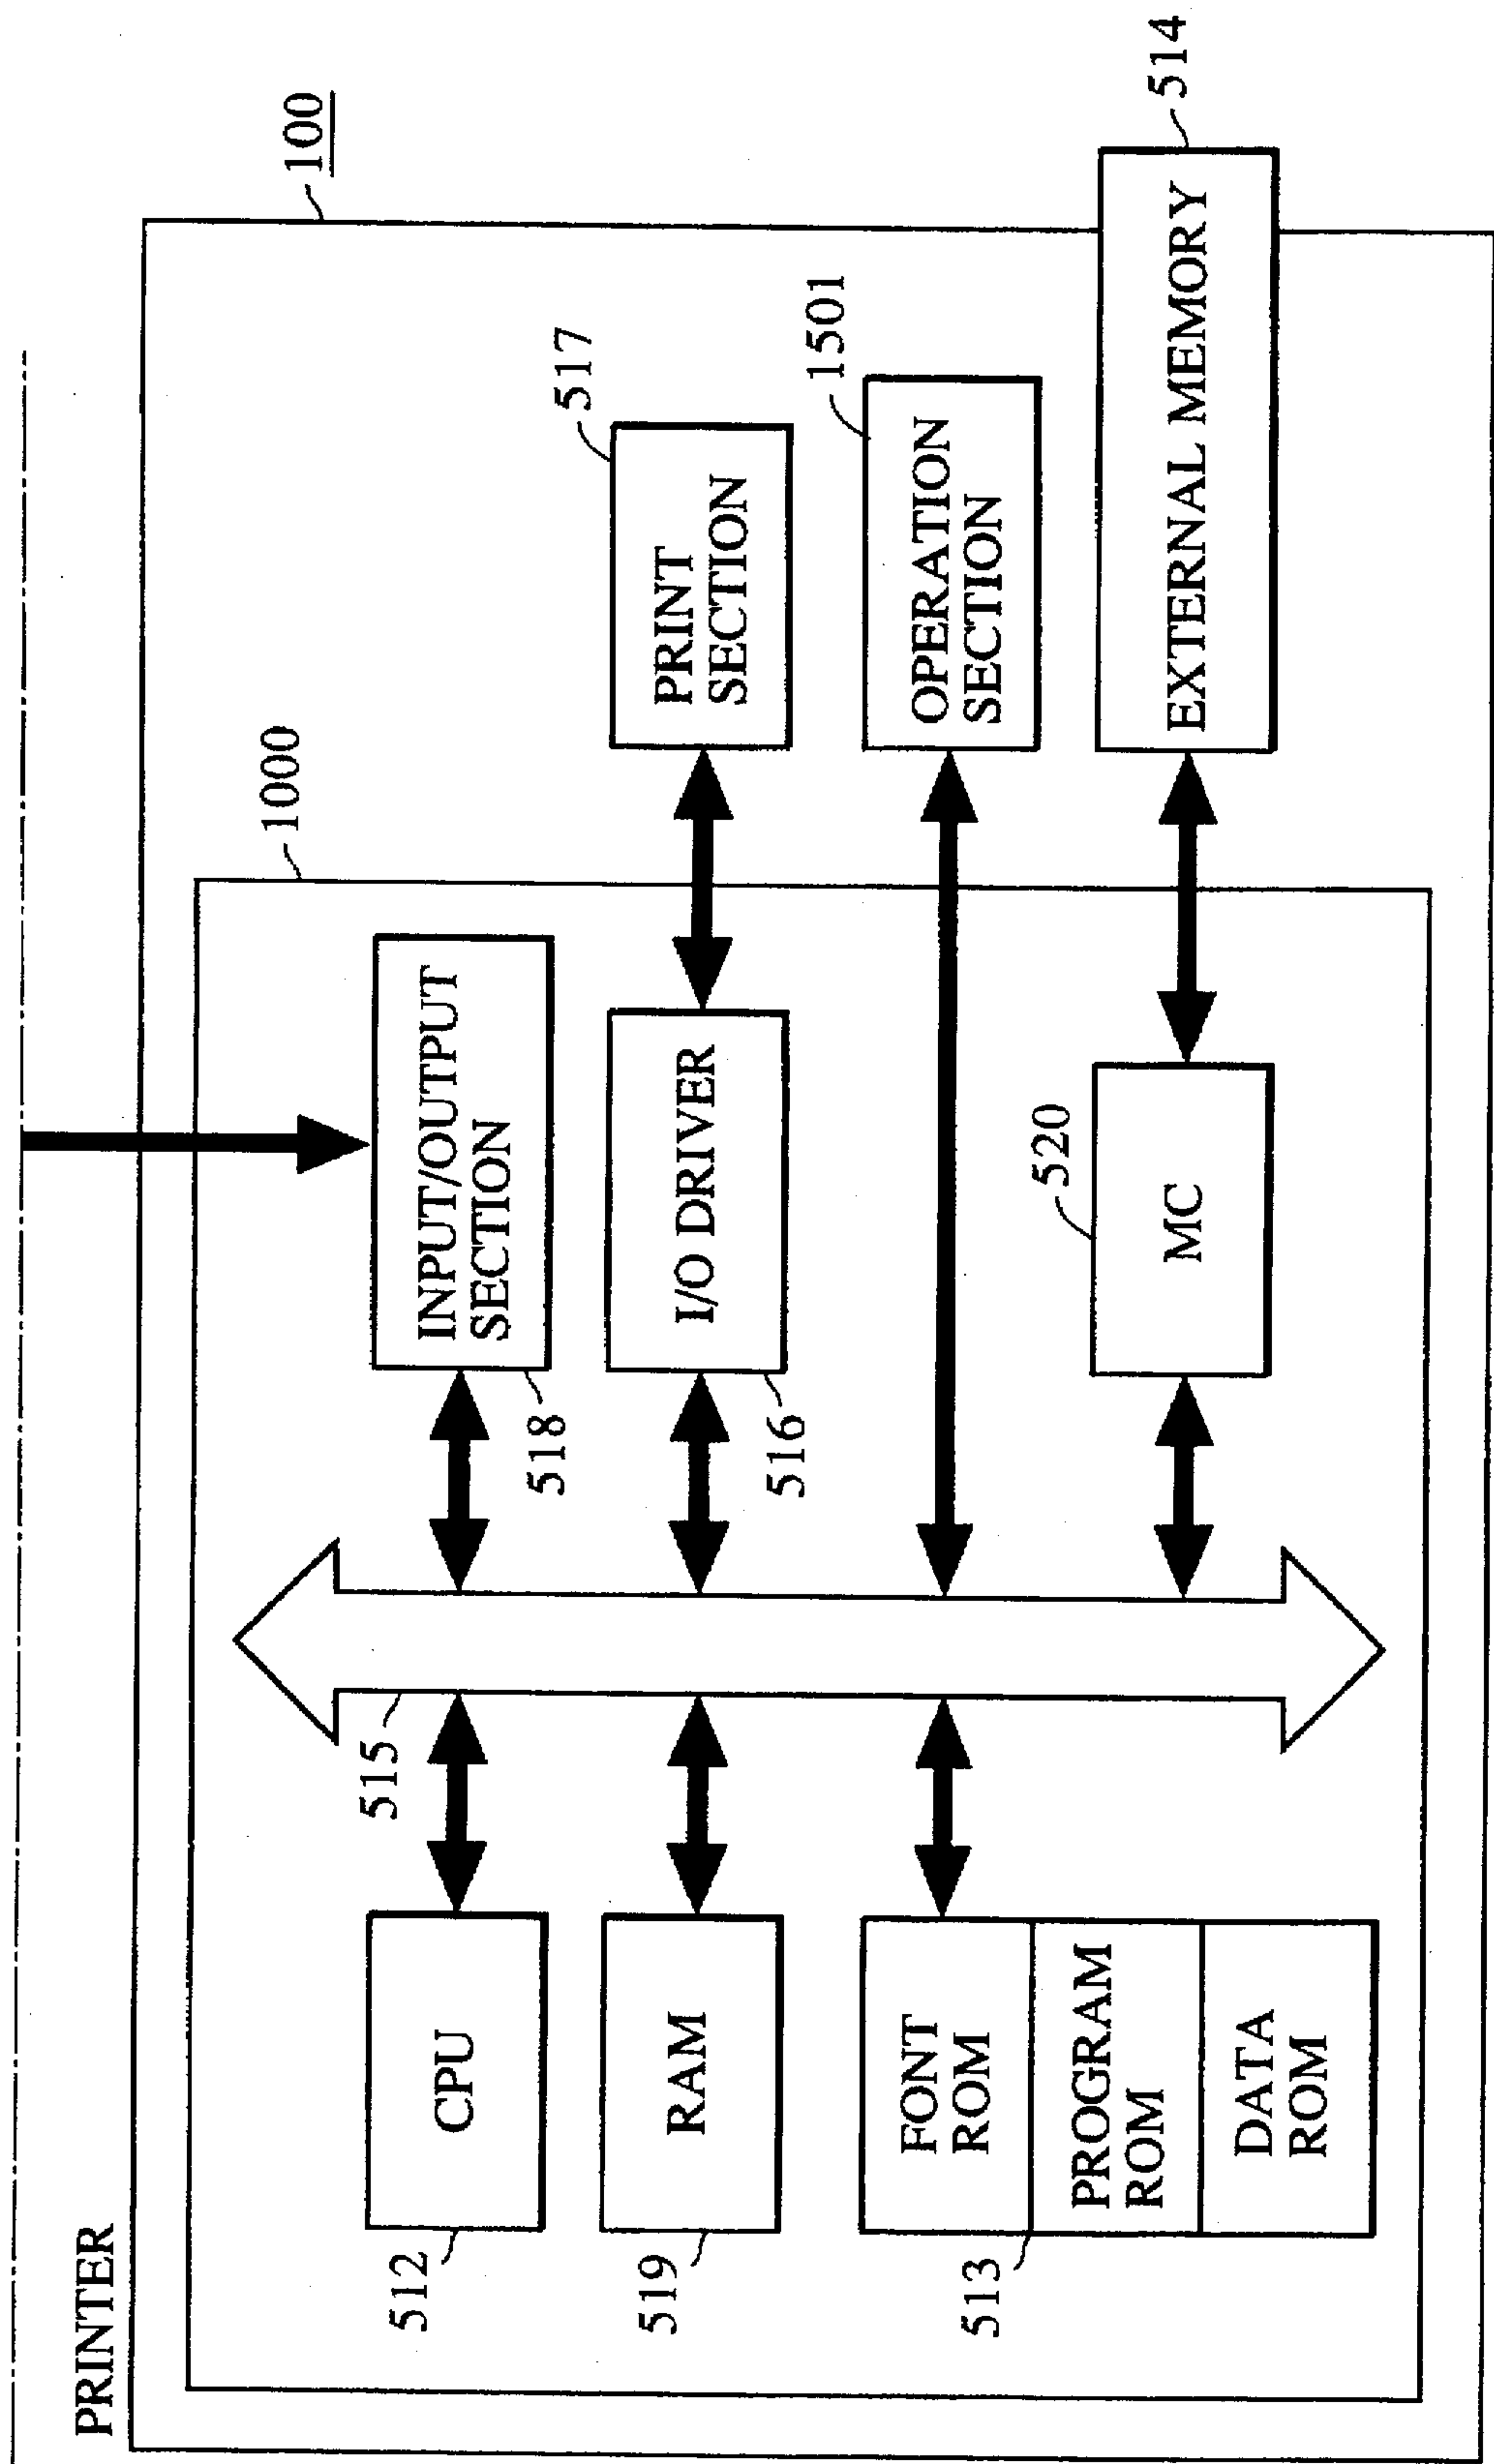 PRINTER
100
1000
CPU
512
515
INPUT/OUTPUT
SECTION
518
RAM
519
I/O DRIVER
516
PRINT
SECTION
517
FONT
ROM
PROGRAM
ROM
DATA
ROM
513
OPERATION
SECTION
1501
MC
520
EXTERNAL MEMORY
514